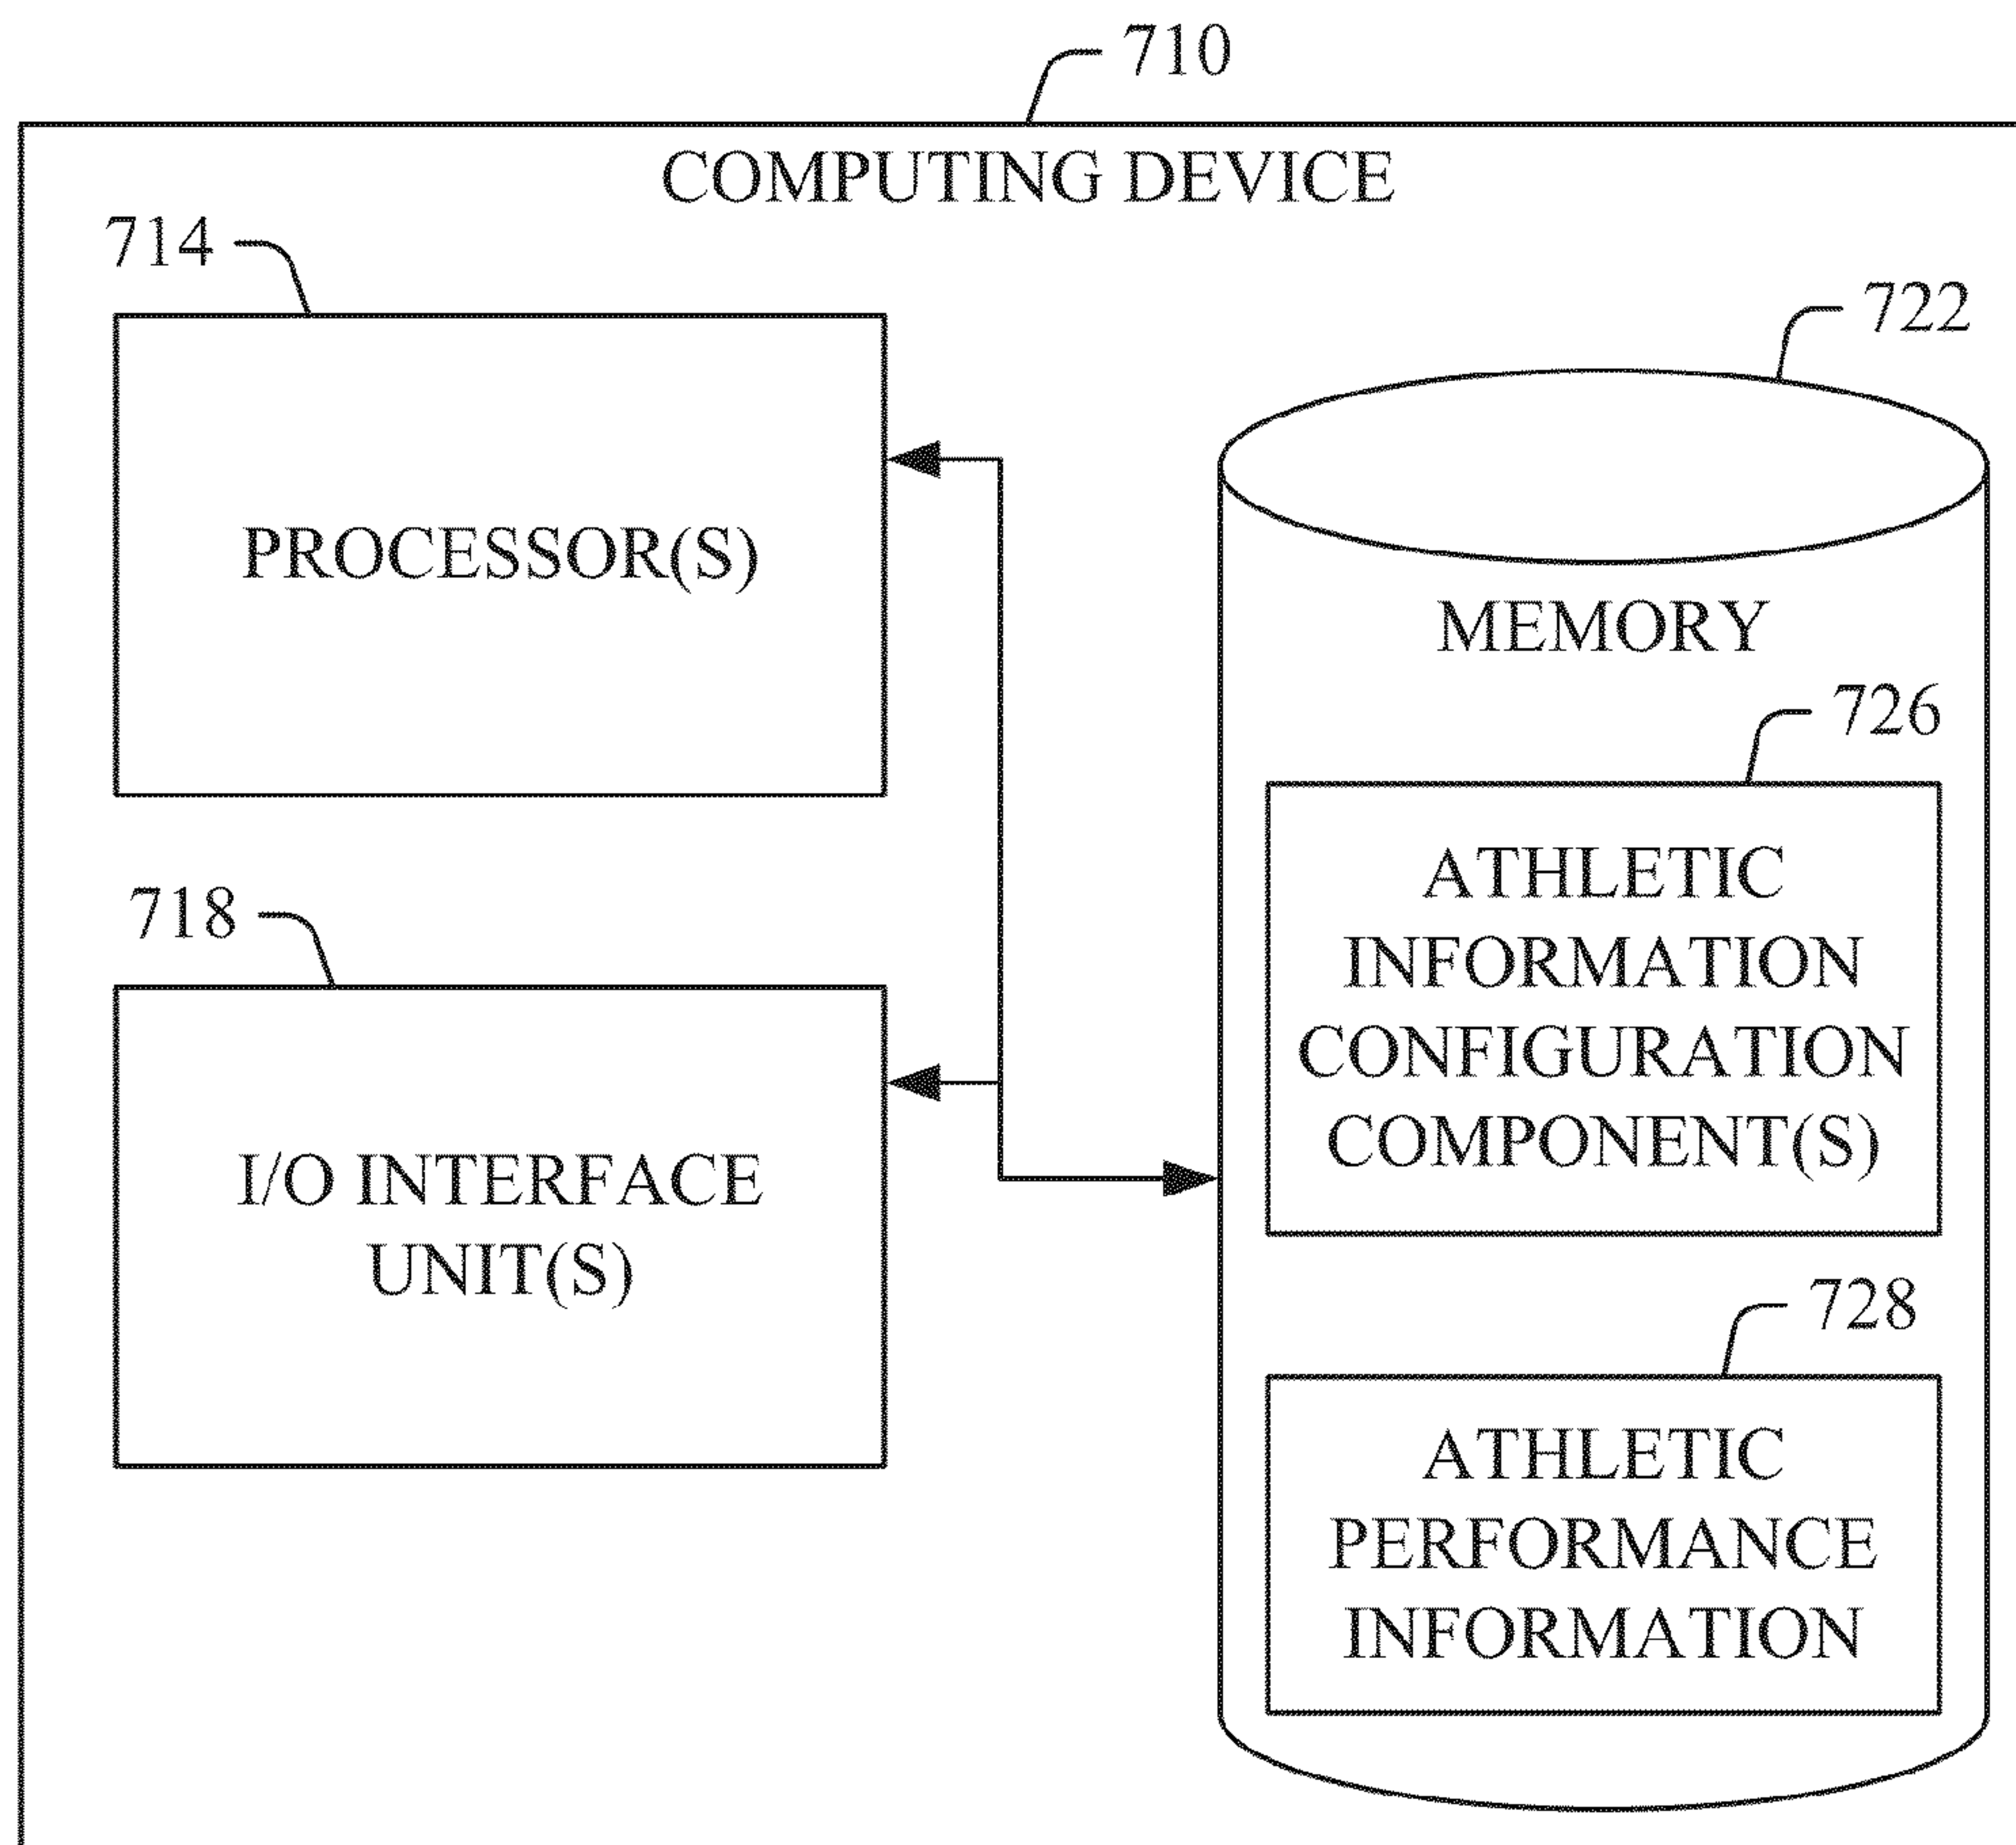 710
COMPUTING DEVICE
714
PROCESSOR(S)
718
I/O INTERFACE
UNIT(S)
722
MEMORY
726
ATHLETIC
INFORMATION
CONFIGURATION
COMPONENT(S)
728
ATHLETIC
PERFORMANCE
INFORMATION